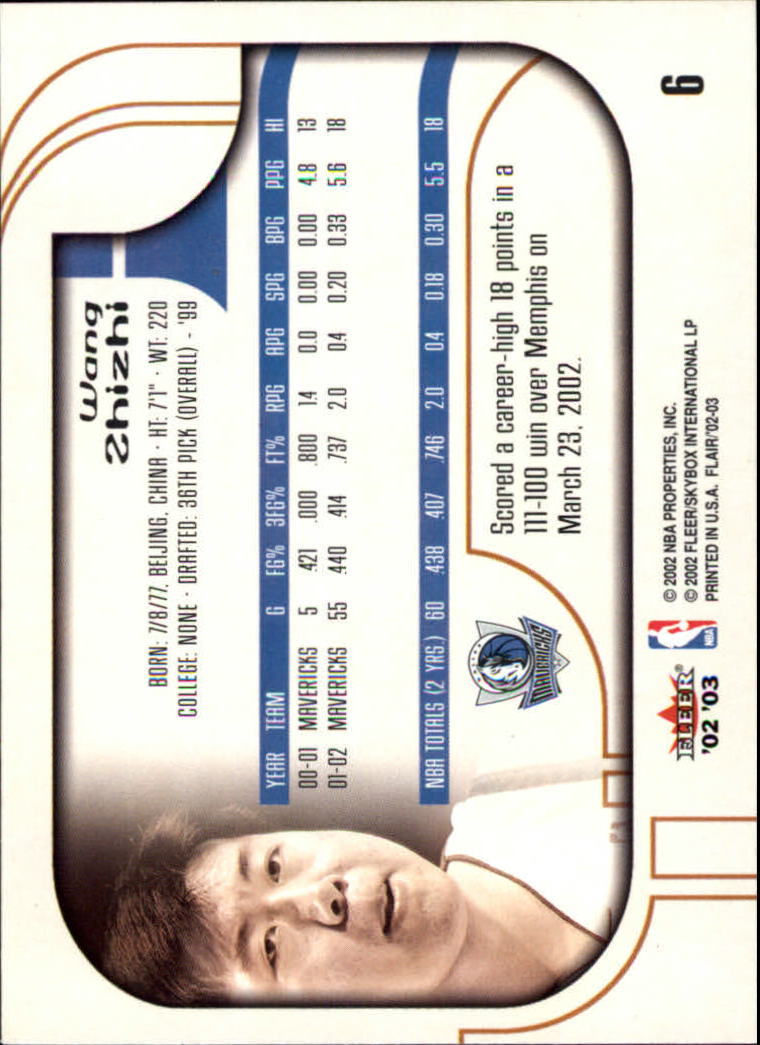 Wang
Zhizhi
BORN: 7/8/77, BEIJING, CHINA · HT: 7'1" · WT: 220
COLLEGE: NONE · DRAFTED: 36TH PICK (OVERALL) - '99
YEAR TEAM G FG% 3FG% FT% RPG APG SPG BPG PPG HI
00-01 MAVERICKS 5 .421 .000 .800 1.4 0.0 0.00 0.00 4.8 13
01-02 MAVERICKS 55 .440 .414 .737 2.0 0.4 0.20 0.33 5.6 18
NBA TOTALS (2 YRS.) 60 .438 .407 .746 2.0 0.4 0.18 0.30 5.5 18
MAVERICKS
Scored a career-high 18 points in a
111-100 win over Memphis on
March 23, 2002.
FLEER®
'02 '03
NBA
© 2002 NBA PROPERTIES, INC.
© 2002 FLEER/SKYBOX INTERNATIONAL LP
PRINTED IN U.S.A. FLAIR/'02-03
6